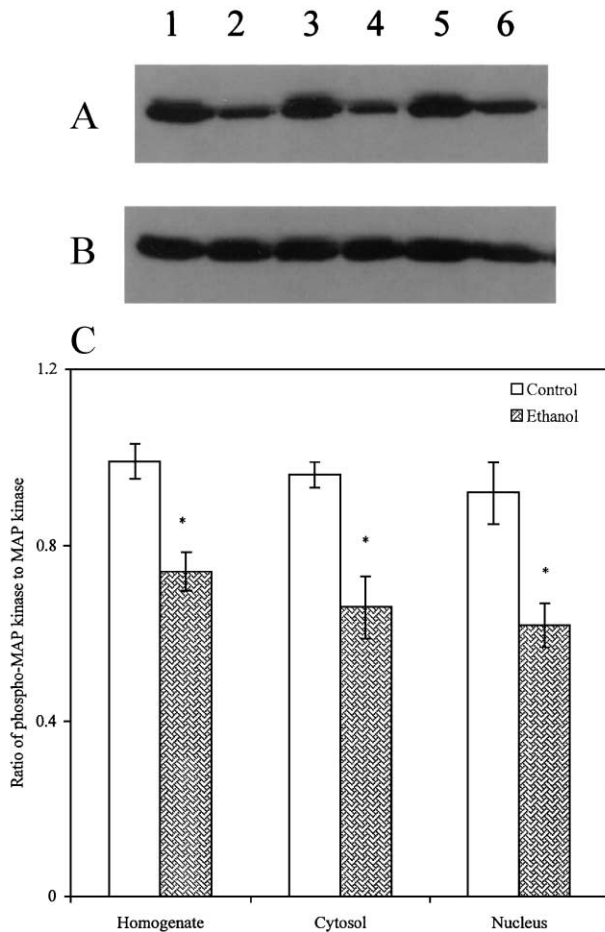 1 2 3 4 5 6
A
B
C
1.2
Control
Ethanol
*
0.8
*
*
Ratio of phospho-MAP kinase to MAP kinase
0.4
0
Homogenate Cytosol Nucleus